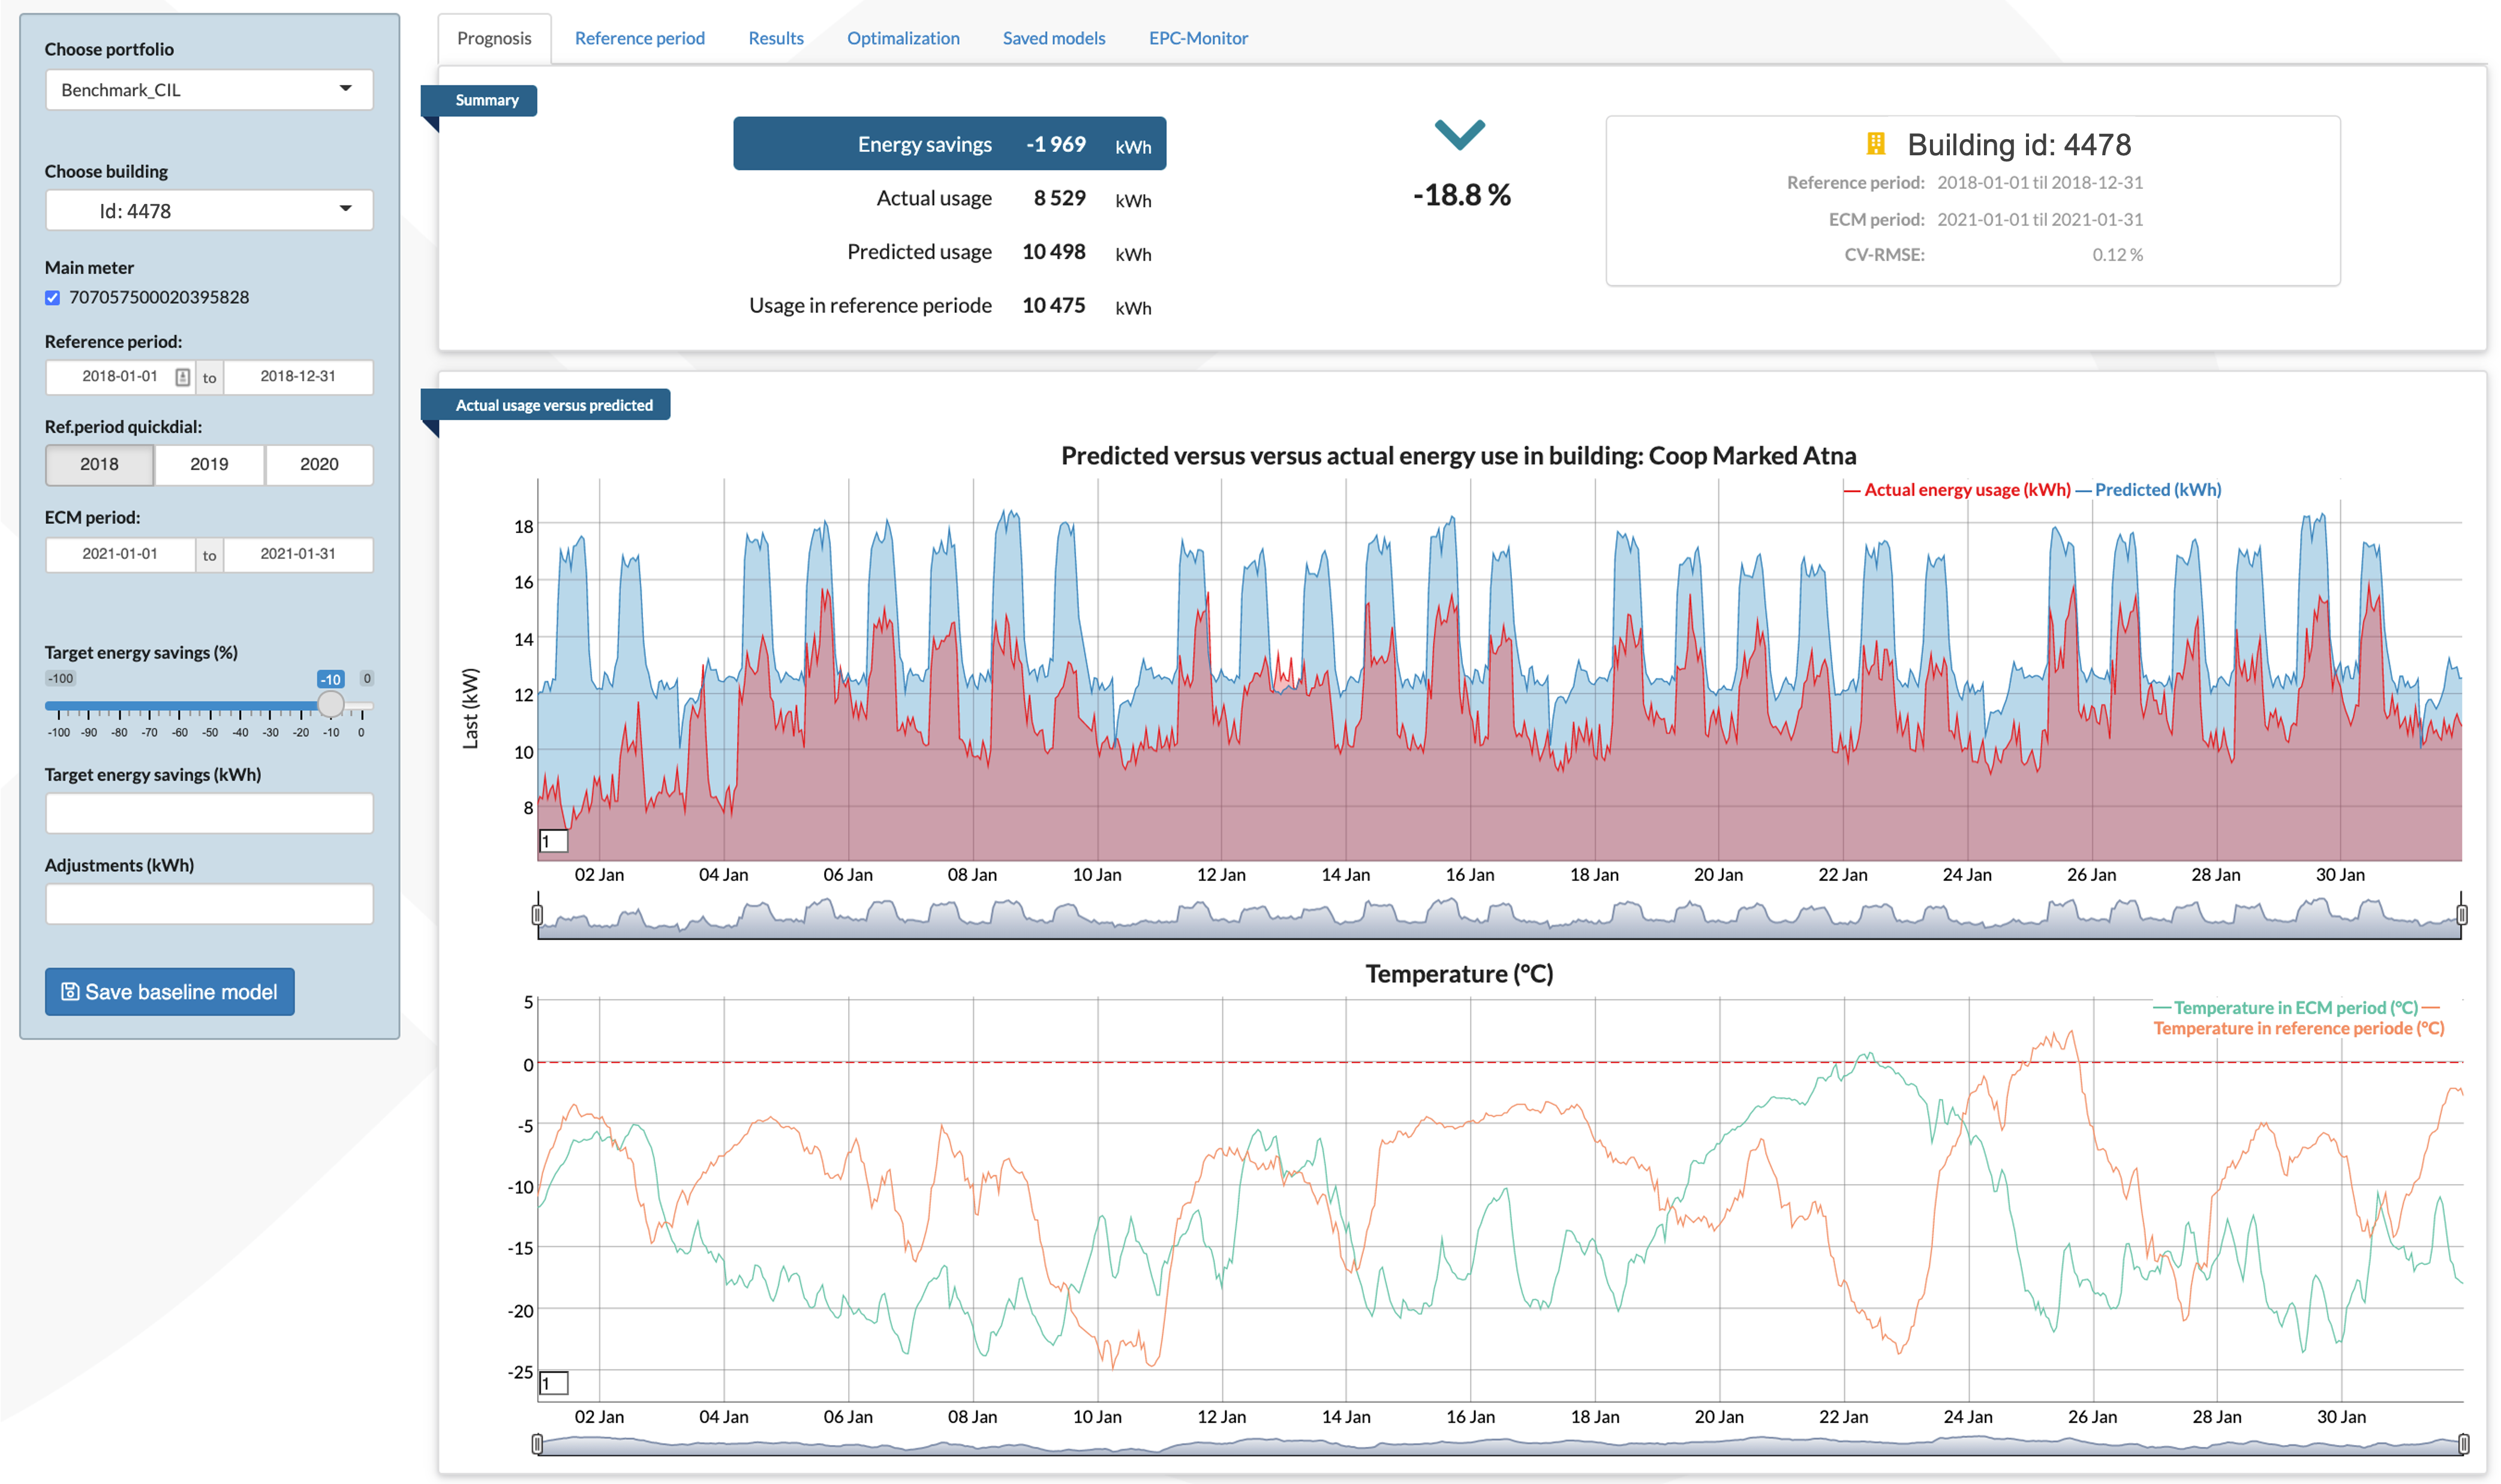 Choose portfolio
Benchmark_CIL
Choose building
Id: 4478
Main meter
707057500020395828
Reference period:
2018-01-01 to 2018-12-31
Ref.period quickdial:
2018 2019 2020
ECM period:
2021-01-01 to 2021-01-31
Target energy savings (%)
-100 -10 0
-100 -90 -80 -70 -60 -50 -40 -30 -20 -10 0
Target energy savings (kWh)
Adjustments (kWh)
Save baseline model
Prognosis Reference period Results Optimalization Saved models EPC-Monitor
Summary
Energy savings -1 969 kWh
Actual usage 8 529 kWh
Predicted usage 10 498 kWh
Usage in reference periode 10 475 kWh
-18.8 %
Building id: 4478
Reference period: 2018-01-01 til 2018-12-31
ECM period: 2021-01-01 til 2021-01-31
CV-RMSE: 0.12 %
Actual usage versus predicted
Predicted versus versus actual energy use in building: Coop Marked Atna
Actual energy usage (kWh) Predicted (kWh)
Last (kW)
18
16
14
12
10
8
1
02 Jan 04 Jan 06 Jan 08 Jan 10 Jan 12 Jan 14 Jan 16 Jan 18 Jan 20 Jan 22 Jan 24 Jan 26 Jan 28 Jan 30 Jan
Temperature (°C)
Temperature in ECM period (°C)
Temperature in reference periode (°C)
5
0
-5
-10
-15
-20
-25
1
02 Jan 04 Jan 06 Jan 08 Jan 10 Jan 12 Jan 14 Jan 16 Jan 18 Jan 20 Jan 22 Jan 24 Jan 26 Jan 28 Jan 30 Jan